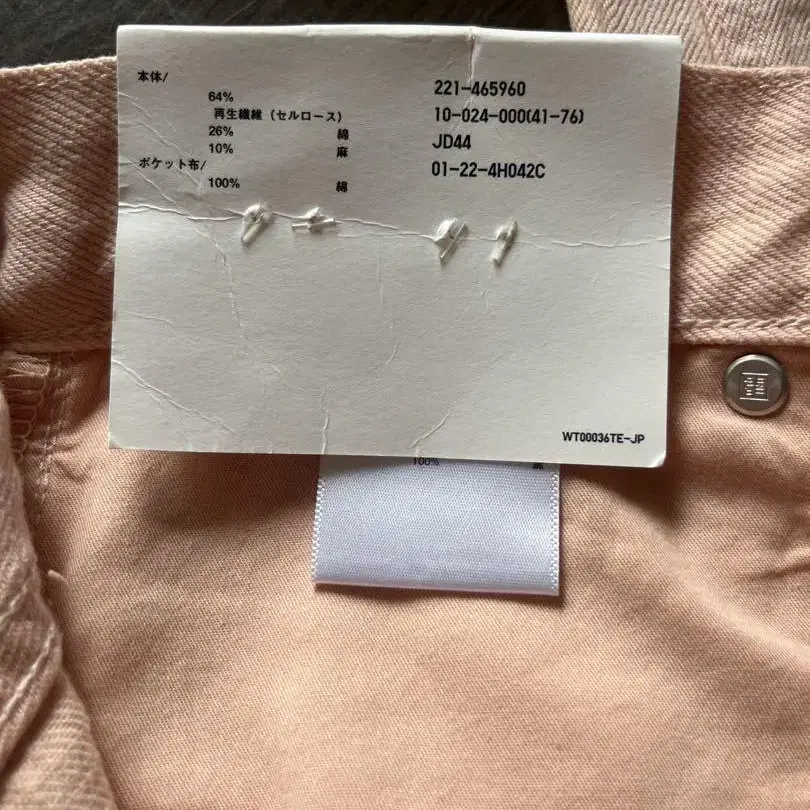 本体/
64%
再生繊維（セルロース）
26% 綿
10% 麻
ポケット布/
100% 綿
221-465960
10-024-000(41-76)
JD44
01-22-4H042C
WT00036TE-JP
100%